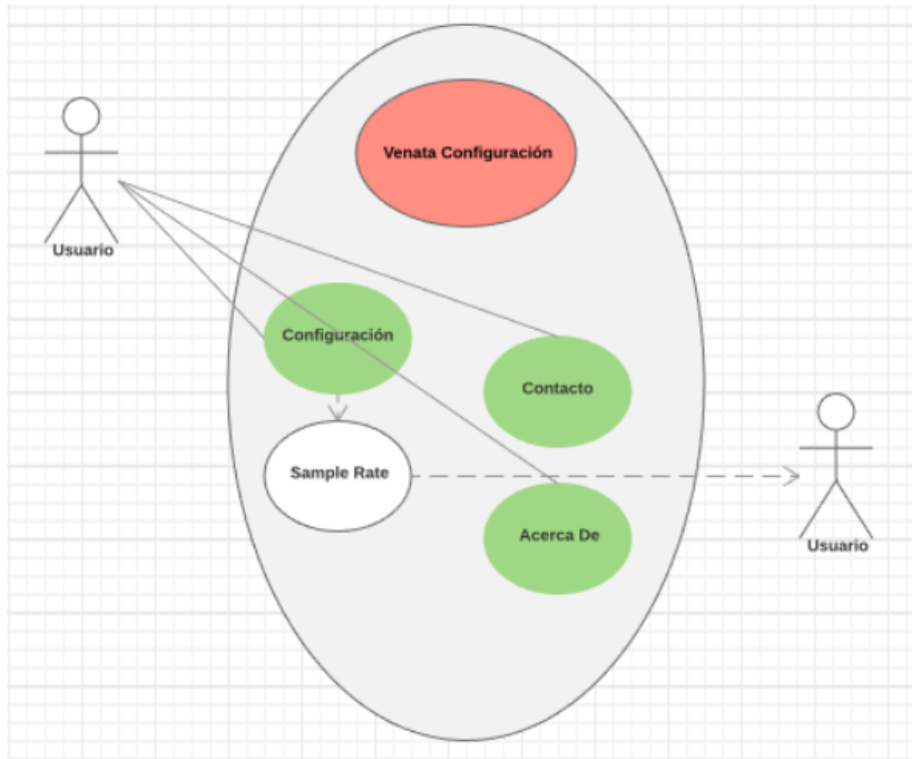 Venata Configuración
Usuario
Configuración
Contacto
Sample Rate
Acerca De
Usuario